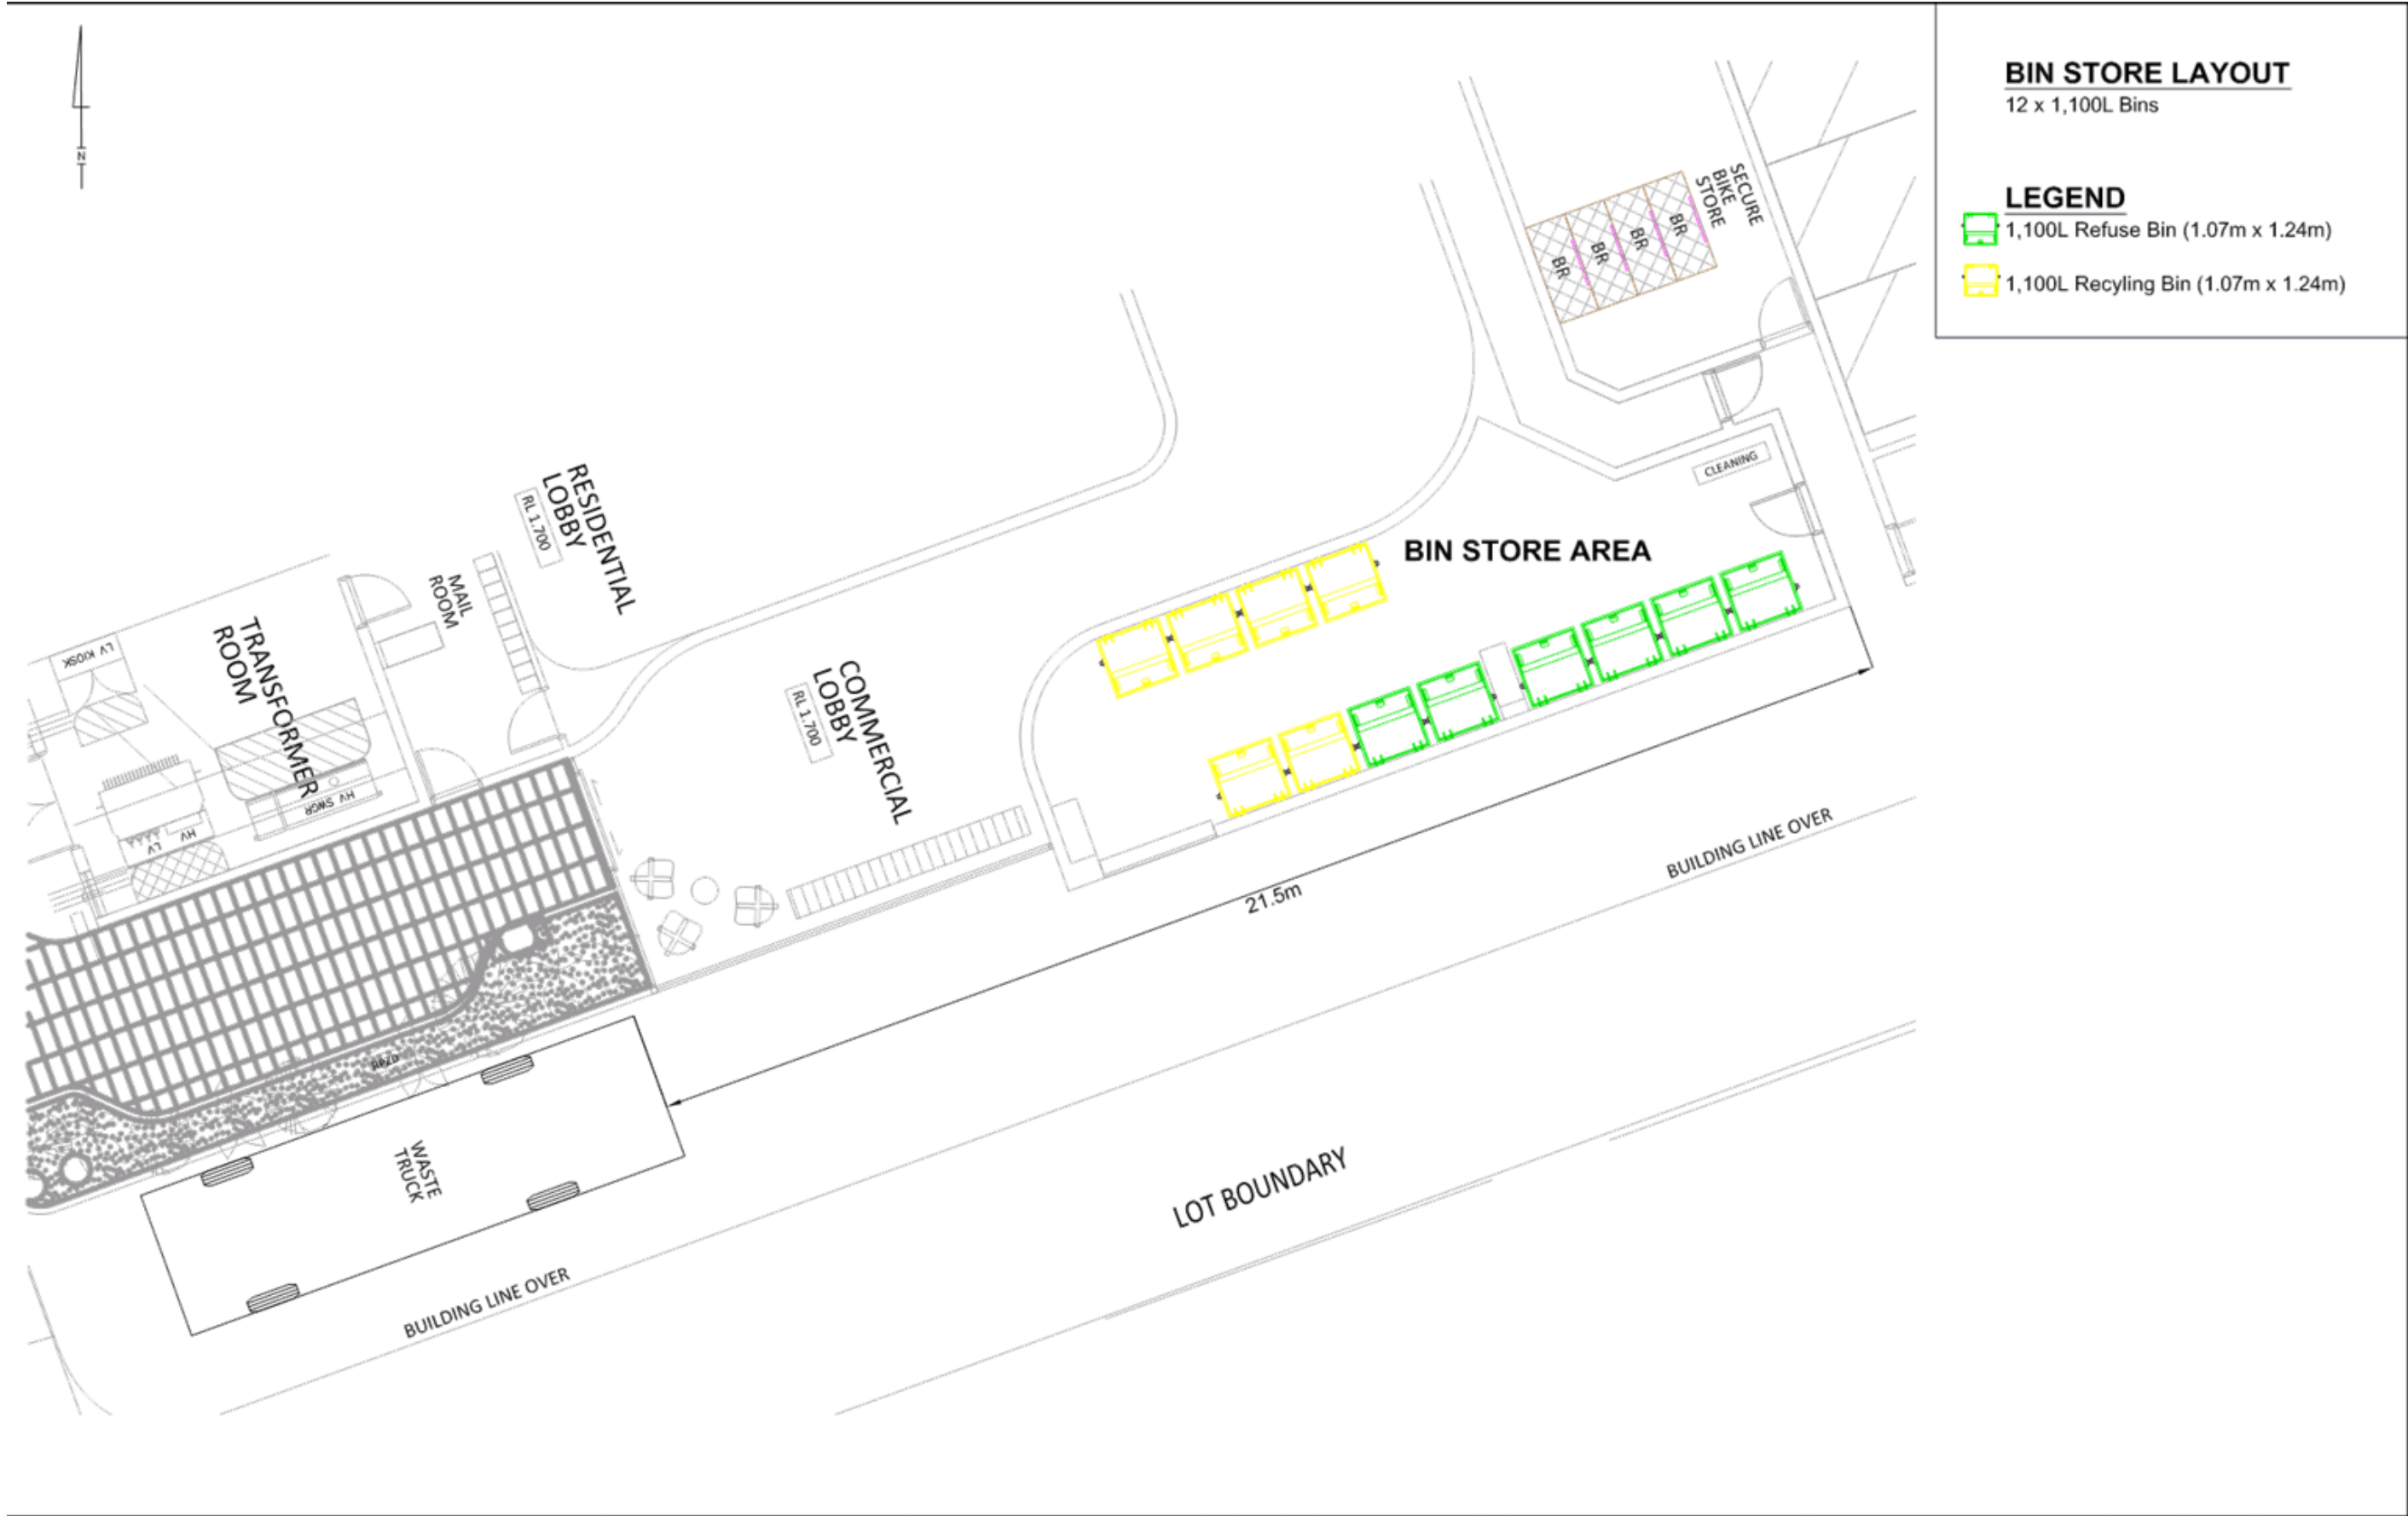 BIN STORE LAYOUT
12 x 1,100L Bins
LEGEND
1,100L Refuse Bin (1.07m x 1.24m)
1,100L Recyling Bin (1.07m x 1.24m)
N
SECURE
BIKE
STORE
BR
BR
BR
BR
CLEANING
BIN STORE AREA
RESIDENTIAL
LOBBY
RL 1.700
MAIL
ROOM
TRANSFORMER
ROOM
LV KIOSK
HV SWGR
HV
LV
COMMERCIAL
LOBBY
RL 1.700
21.5m
BUILDING LINE OVER
RPZD
WASTE
TRUCK
LOT BOUNDARY
BUILDING LINE OVER